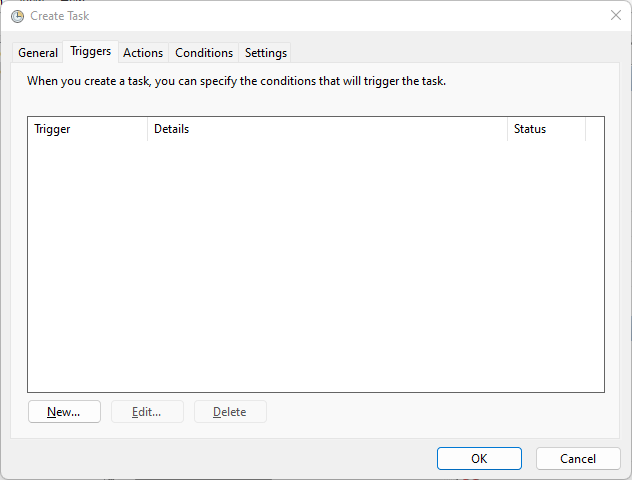 Create Task
General Triggers Actions Conditions Settings
When you create a task, you can specify the conditions that will trigger the task.
Trigger Details Status
New... Edit... Delete
OK Cancel